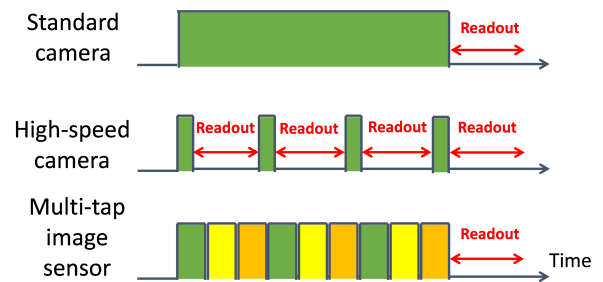 Standard
camera
Readout
High-speed
camera
Readout
Readout
Readout
Readout
Multi-tap
image
sensor
Readout
Time